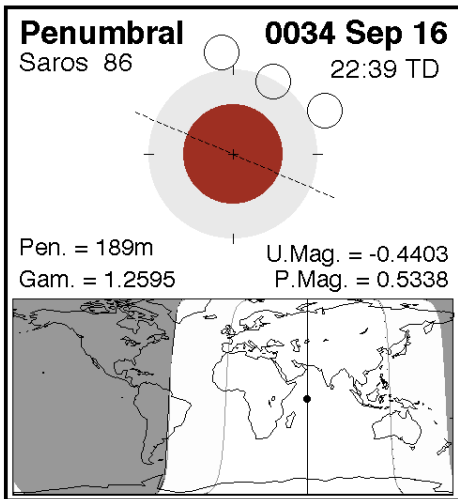 Penumbral 0034 Sep 16
Saros 86 22:39 TD
Pen. = 189m U.Mag. = -0.4403
Gam. = 1.2595 P.Mag. = 0.5338